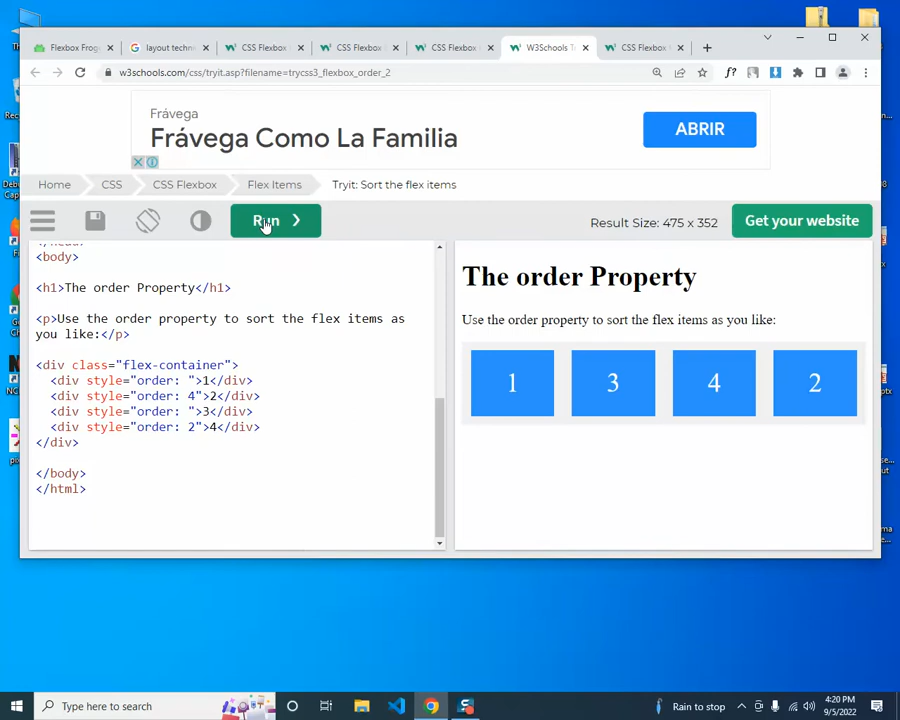 Flexbox Frog
layout techn
CSS Flexbox
CSS Flexbox
CSS Flexbox
W3Schools T
CSS Flexbox
w3schools.com/css/tryit.asp?filename=trycss3_flexbox_order_2
f?
Frávega
Frávega Como La Familia
ABRIR
Home
CSS
CSS Flexbox
Flex Items
Tryit: Sort the flex items
Run ❯
Result Size: 475 x 352
Get your website
<body>
<h1>The order Property</h1>
<p>Use the order property to sort the flex items as
you like:</p>
<div class="flex-container">
<div style="order: ">1</div>
<div style="order: 4">2</div>
<div style="order: ">3</div>
<div style="order: 2">4</div>
</div>
</body>
</html>
The order Property
Use the order property to sort the flex items as you like:
1 3 4 2
Type here to search
Rain to stop
4:20 PM
9/5/2022